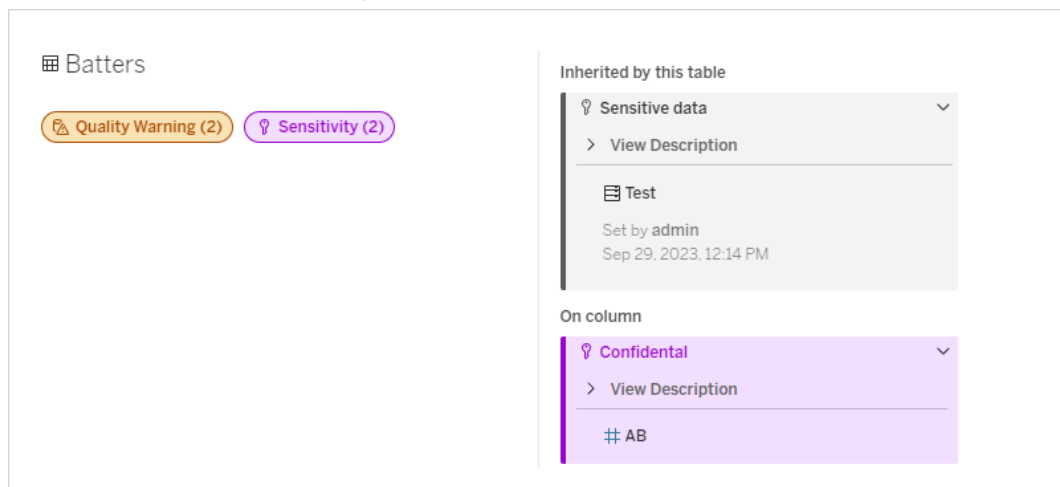 Batters
Quality Warning (2)
Sensitivity (2)
Inherited by this table
Sensitive data
View Description
Test
Set by admin
Sep 29, 2023, 12:14 PM
On column
Confidental
View Description
AB